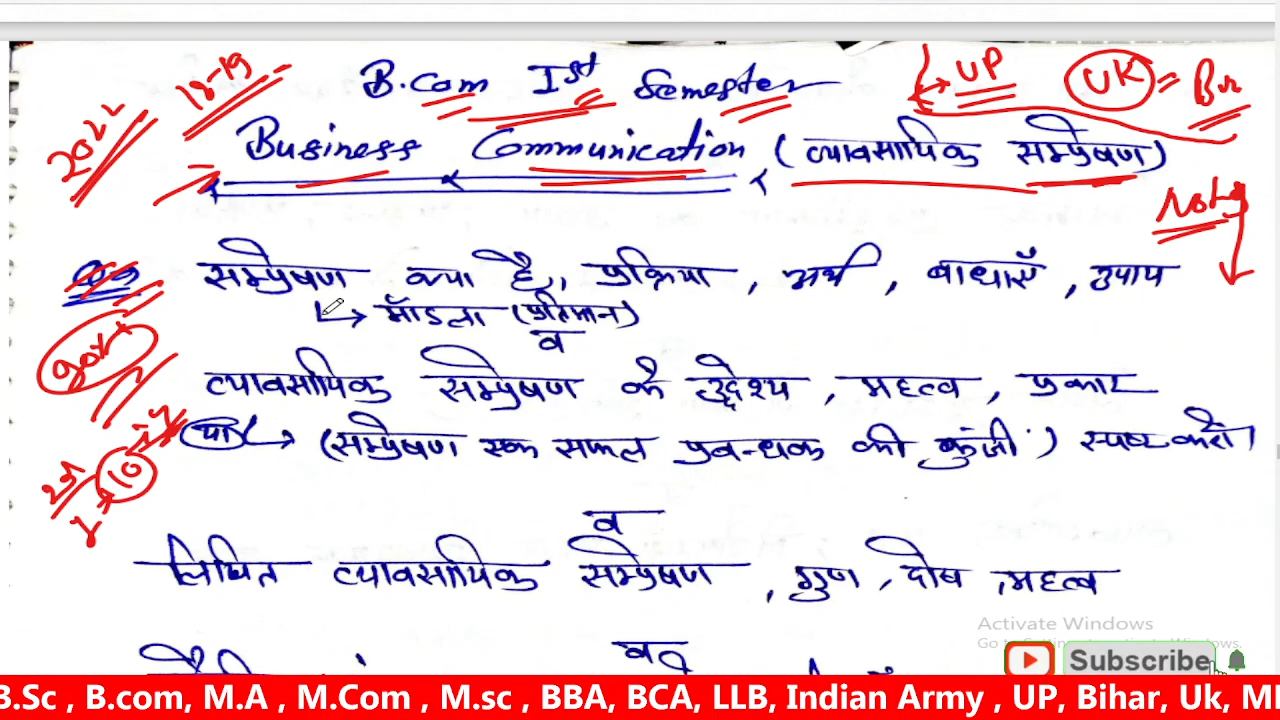 2022
18-19
B.Com Ist Semester
UP
UK =
Business Communication (व्यावसायिक सम्प्रेषण)
Notes
सम्प्रेषण क्या है, प्रक्रिया, अर्थ, बाधाएँ, उपाय
मॉडल (प्रतिमान)
व
व्यावसायिक सम्प्रेषण के उद्देश्य, महत्व, प्रकार
या (सम्प्रेषण एक सफल प्रबन्धक की कुंजी) स्पष्ट करो।
10
व
लिखित व्यावसायिक सम्प्रेषण, गुण, दोष, महत्व
व
Activate Windows
Subscribe
B.Sc , B.com, M.A , M.Com , M.sc , BBA, BCA, LLB, Indian Army , UP, Bihar, Uk,